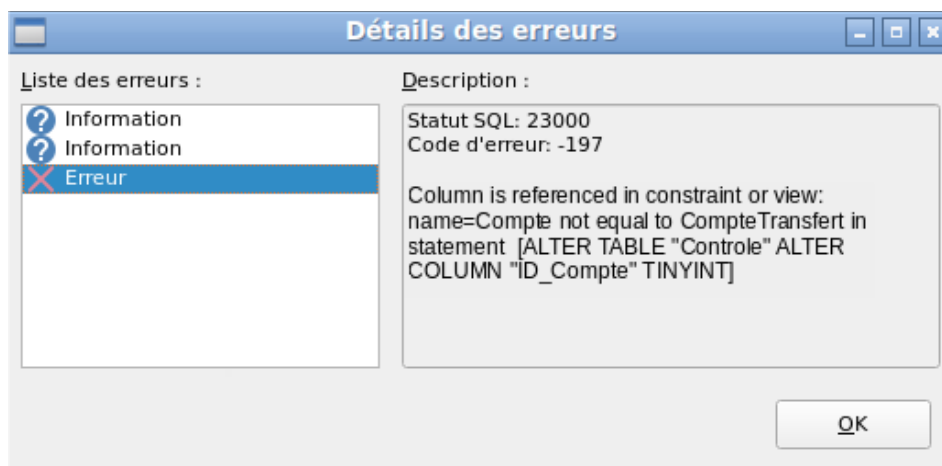 Détails des erreurs
Liste des erreurs :
Description :
Information
Information
Erreur
Statut SQL: 23000
Code d'erreur: -197
Column is referenced in constraint or view:
name=Compte not equal to CompteTransfert in
statement [ALTER TABLE "Controle" ALTER
COLUMN "ID_Compte" TINYINT]
OK